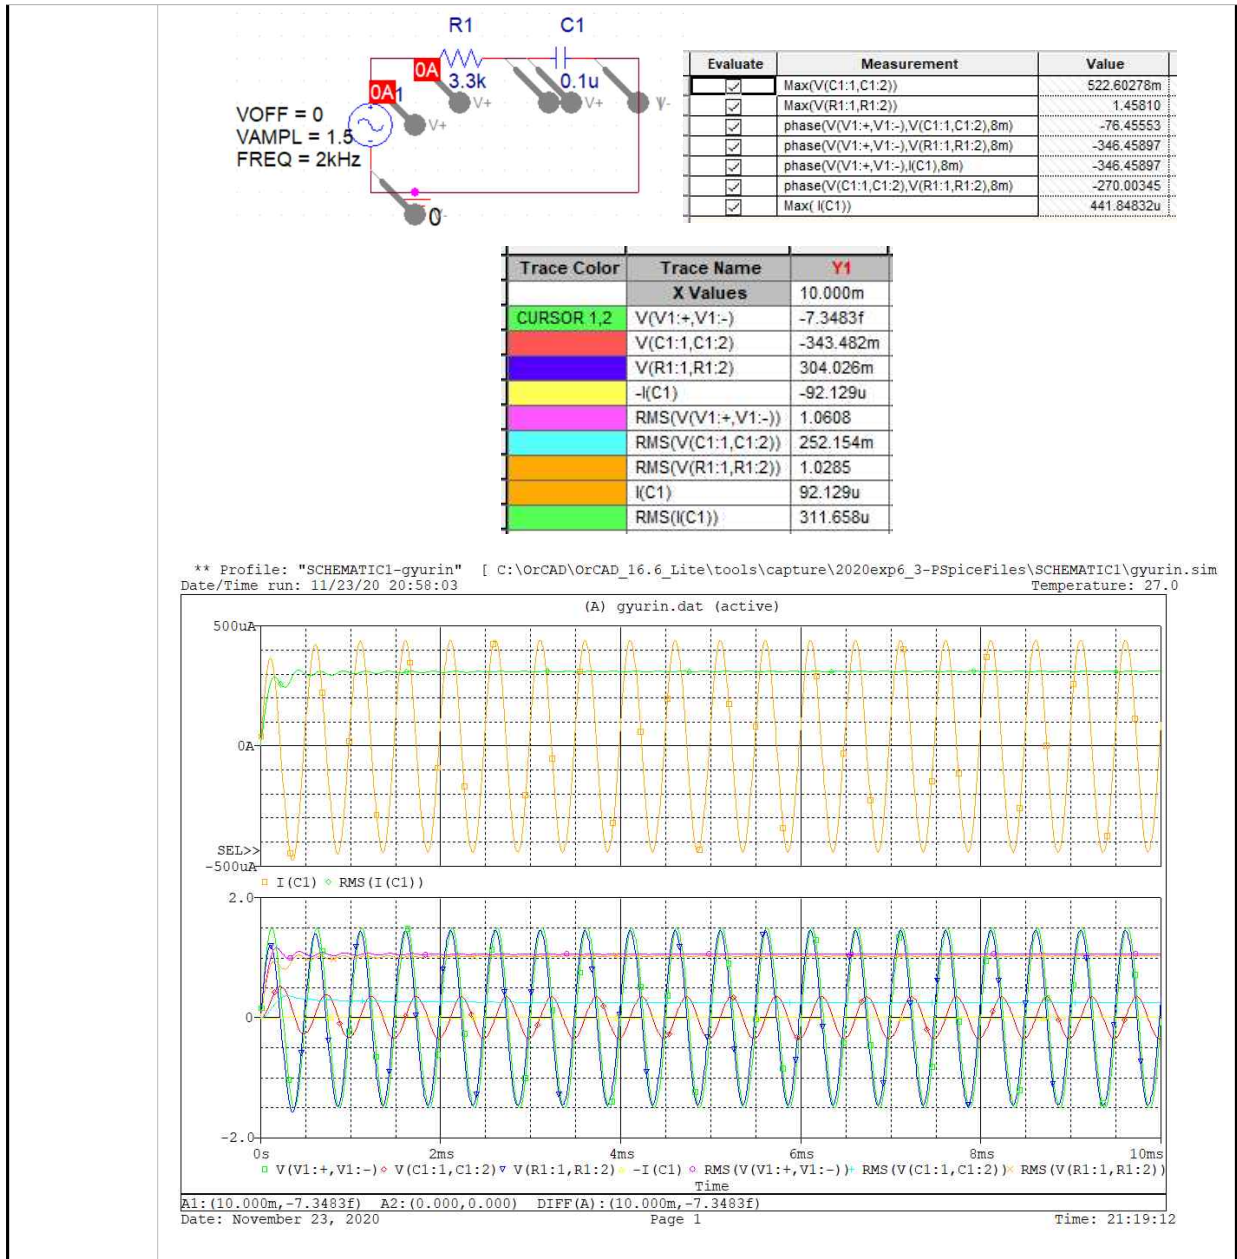 R1 C1
0A
3.3k 0.1u
0A 1
V+ V+ V-
VOFF = 0
VAMPL = 1.5
FREQ = 2kHz
V+
0
Evaluate Measurement Value
Max(V(C1:1,C1:2)) 522.60278m
Max(V(R1:1,R1:2)) 1.45810
phase(V(V1:+,V1:-),V(C1:1,C1:2),8m) -76.45553
phase(V(V1:+,V1:-),V(R1:1,R1:2),8m) -346.45897
phase(V(V1:+,V1:-),I(C1),8m) -346.45897
phase(V(C1:1,C1:2),V(R1:1,R1:2),8m) -270.00345
Max( I(C1)) 441.84832u
Trace Color Trace Name Y1
X Values 10.000m
CURSOR 1,2 V(V1:+,V1:-) -7.3483f
V(C1:1,C1:2) -343.482m
V(R1:1,R1:2) 304.026m
-I(C1) -92.129u
RMS(V(V1:+,V1:-)) 1.0608
RMS(V(C1:1,C1:2)) 252.154m
RMS(V(R1:1,R1:2)) 1.0285
I(C1) 92.129u
RMS(I(C1)) 311.658u
** Profile: "SCHEMATIC1-gyurin" [ C:\OrCAD\OrCAD_16.6_Lite\tools\capture\2020exp6_3-PSpiceFiles\SCHEMATIC1\gyurin.sim
Date/Time run: 11/23/20 20:58:03 Temperature: 27.0
(A) gyurin.dat (active)
500uA
0A
SEL>>
-500uA
I(C1) RMS(I(C1))
2.0
0
-2.0
0s 2ms 4ms 6ms 8ms 10ms
V(V1:+,V1:-) V(C1:1,C1:2) V(R1:1,R1:2) -I(C1) RMS(V(V1:+,V1:-)) RMS(V(C1:1,C1:2)) RMS(V(R1:1,R1:2))
Time
A1:(10.000m,-7.3483f) A2:(0.000,0.000) DIFF(A):(10.000m,-7.3483f)
Date: November 23, 2020 Page 1 Time: 21:19:12